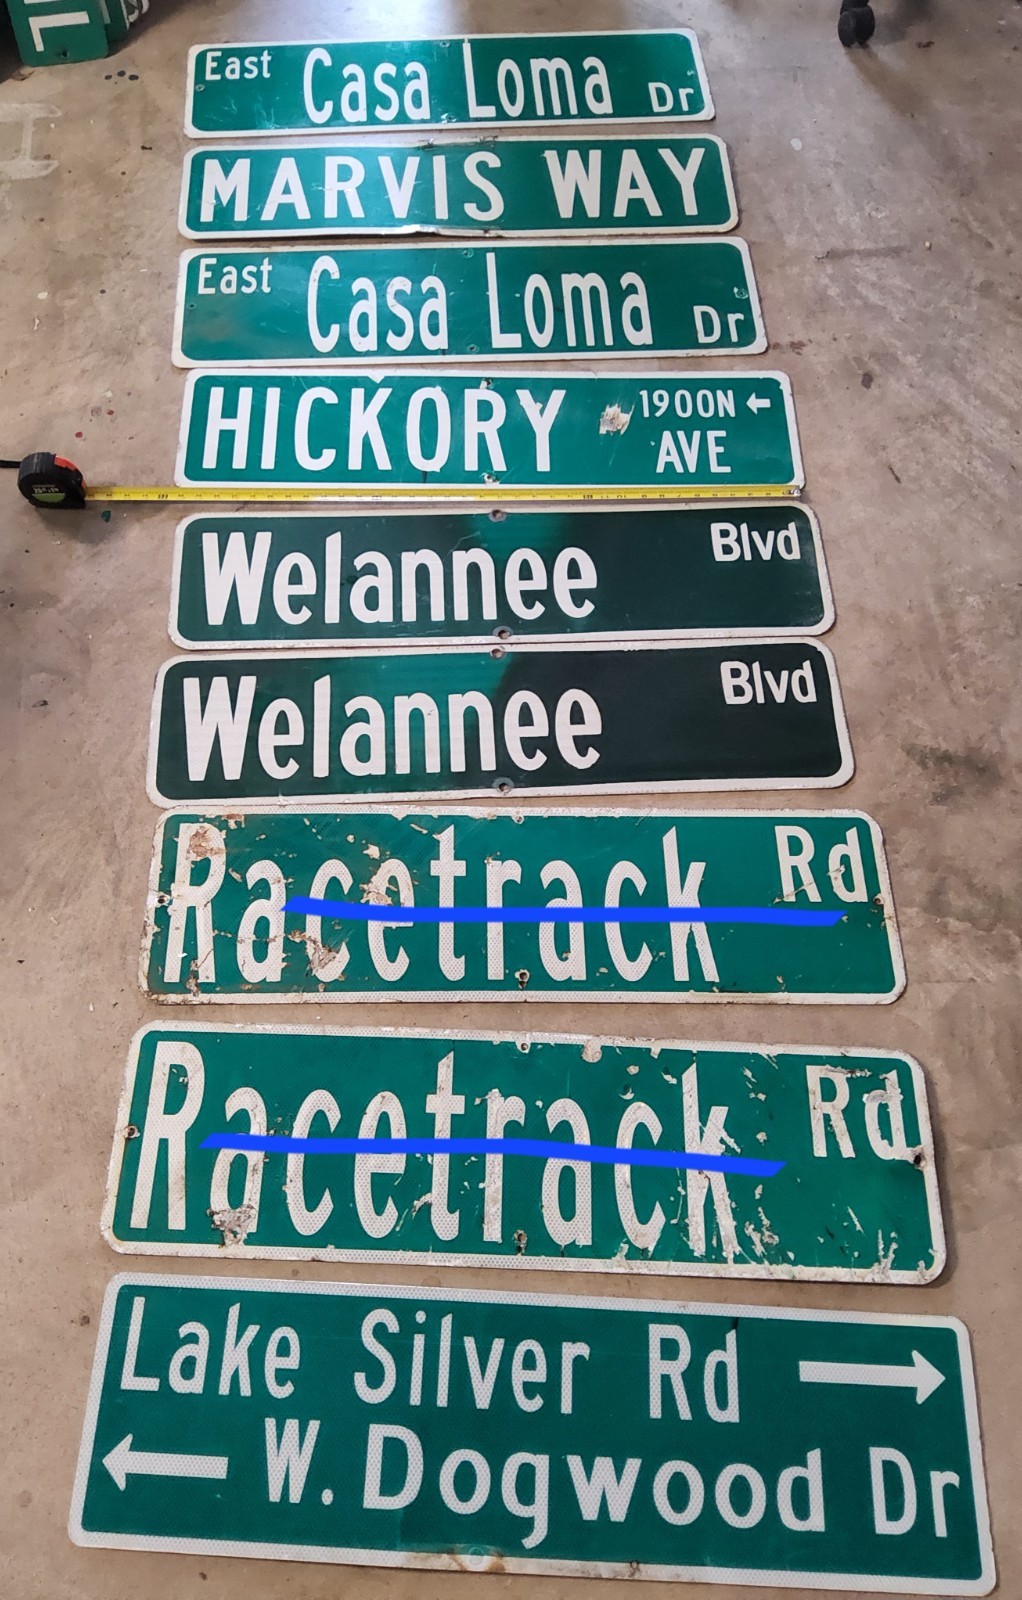 East Casa Loma Dr
MARVIS WAY
East Casa Loma Dr
HICKORY 1900N ←
AVE
Welannee Blvd
Welannee Blvd
Racetrack Rd
Racetrack Rd
Lake Silver Rd →
← W. Dogwood Dr